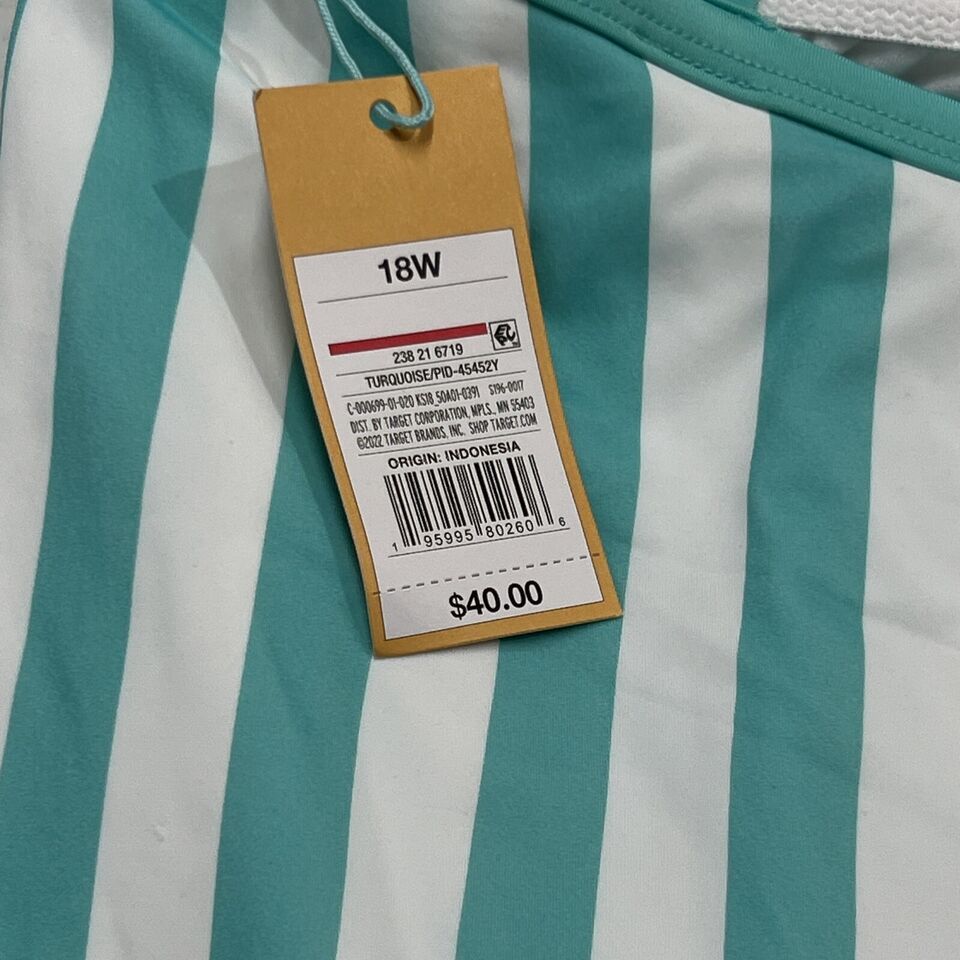 18W
238 21 6719
TURQUOISE/PID-45452Y
C-000699-01-020 KS18_50A01-0391 S196-0017
DIST. BY TARGET CORPORATION, MPLS., MN 55403
©2022 TARGET BRANDS, INC. SHOP TARGET.COM
ORIGIN: INDONESIA
1 95995 80260 6
$40.00